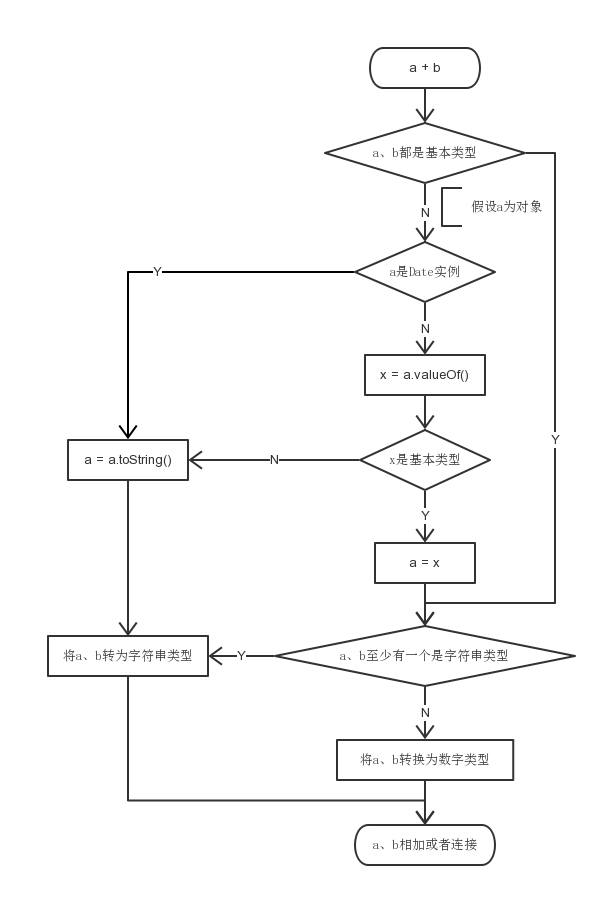 a + b
a、b都是基本类型
N
假设a为对象
a是Date实例
Y
N
x = a.valueOf()
Y
a = a.toString()
N
x是基本类型
Y
a = x
将a、b转为字符串类型
Y
a、b至少有一个是字符串类型
N
将a、b转换为数字类型
a、b相加或者连接